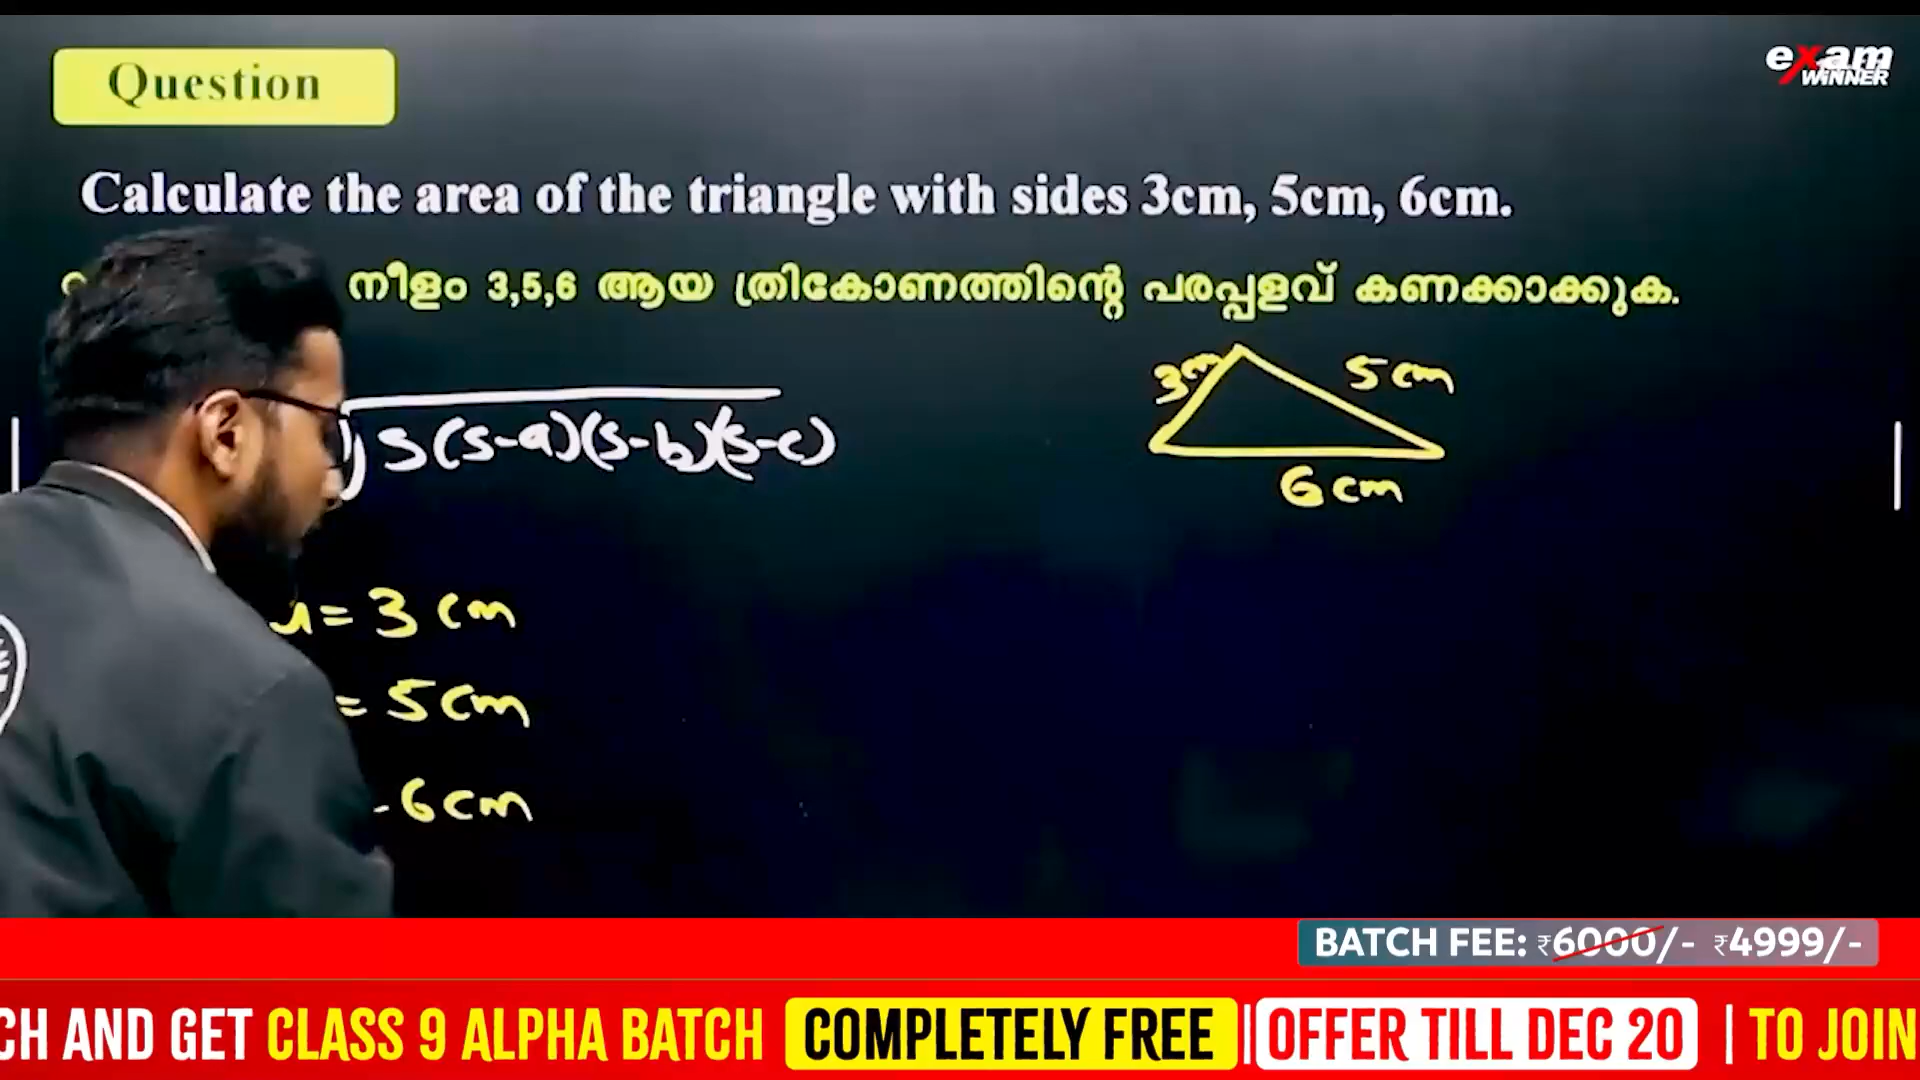 Question
exam WINNER
Calculate the area of the triangle with sides 3cm, 5cm, 6cm.
നീളം 3,5,6 ആയ ത്രികോണത്തിന്റെ പരപ്പളവ് കണക്കാക്കുക.
3cm 5cm
s(s-a)(s-b)(s-c)
6cm
= 3 cm
= 5cm
6cm
BATCH FEE: ₹6000/- ₹4999/-
AND GET CLASS 9 ALPHA BATCH COMPLETELY FREE | OFFER TILL DEC 20 | TO JOIN